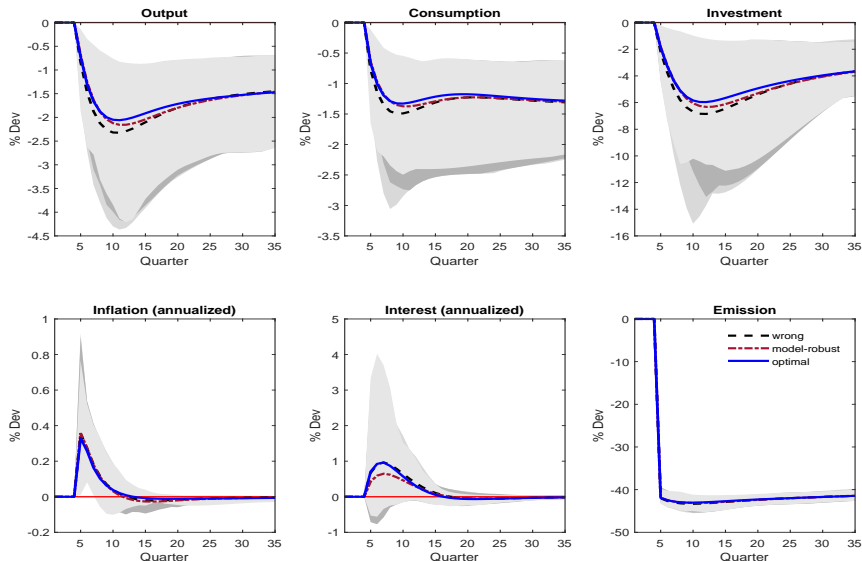 Output
0
-0.5
-1
-1.5
-2
-2.5
-3
-3.5
-4
-4.5
% Dev
5 10 15 20 25 30 35
Quarter
Consumption
0
-0.5
-1
-1.5
-2
-2.5
-3
-3.5
% Dev
5 10 15 20 25 30 35
Quarter
Investment
0
-2
-4
-6
-8
-10
-12
-14
-16
% Dev
5 10 15 20 25 30 35
Quarter
Inflation (annualized)
1
0.8
0.6
0.4
0.2
0
-0.2
% Dev
5 10 15 20 25 30 35
Quarter
Interest (annualized)
5
4
3
2
1
0
-1
% Dev
5 10 15 20 25 30 35
Quarter
Emission
0
-10
-20
-30
-40
-50
% Dev
wrong
model-robust
optimal
5 10 15 20 25 30 35
Quarter